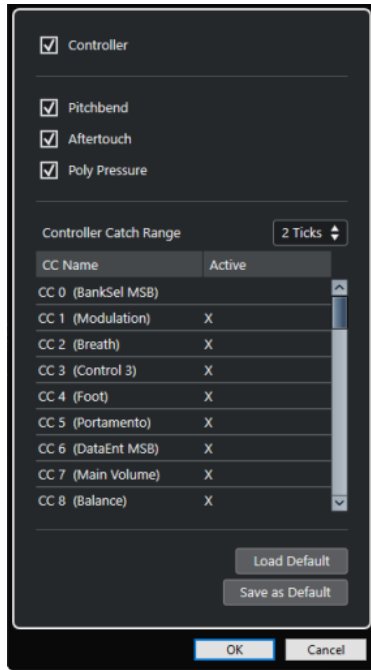 Controller
Pitchbend
Aftertouch
Poly Pressure
Controller Catch Range 2 Ticks
CC Name Active
CC 0 (BankSel MSB)
CC 1 (Modulation) X
CC 2 (Breath) X
CC 3 (Control 3) X
CC 4 (Foot) X
CC 5 (Portamento) X
CC 6 (DataEnt MSB) X
CC 7 (Main Volume) X
CC 8 (Balance) X
Load Default
Save as Default
OK Cancel